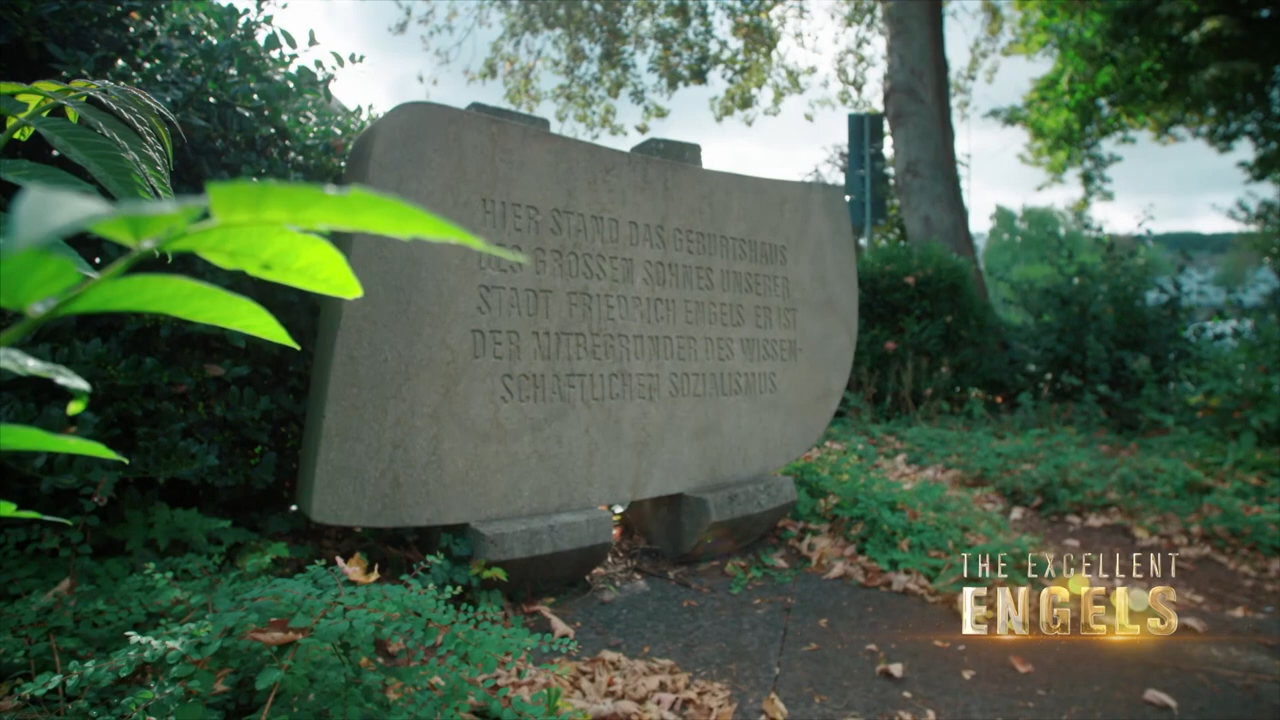 HIER STAND DAS GEBURTSHAUS
DES GROSSEN SOHNES UNSERER
STADT FRIEDRICH ENGELS ER IST
DER MITBEGRÜNDER DES WISSEN-
SCHAFTLICHEN SOZIALISMUS
THE EXCELLENT
ENGELS